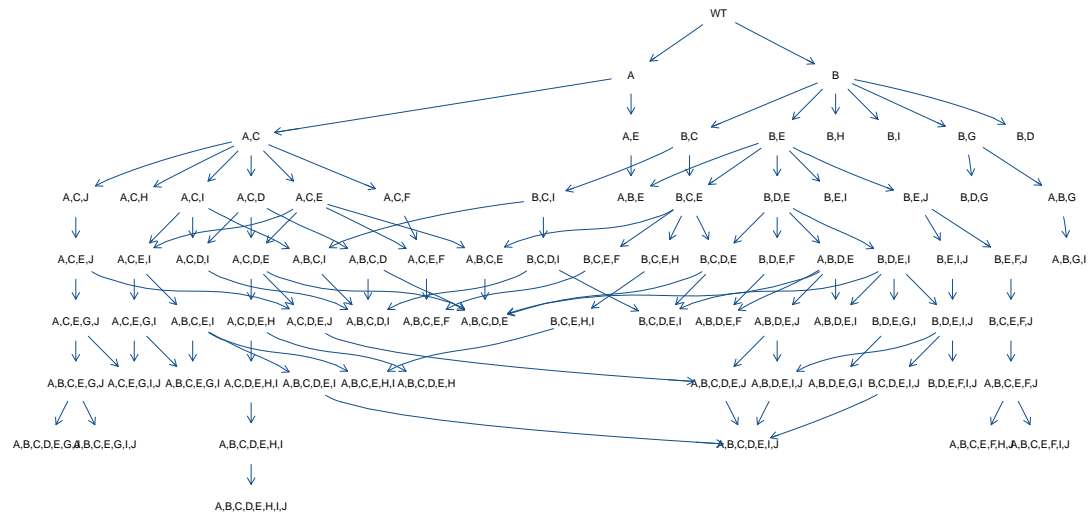 WT
A B
A,C A,E B,C B,E B,H B,I B,G B,D
A,C,J A,C,H A,C,I A,C,D A,C,E A,C,F B,C,I A,B,E B,C,E B,D,E B,E,I B,E,J B,D,G A,B,G
A,C,E,J A,C,E,I A,C,D,I A,C,D,E A,B,C,I A,B,C,D A,C,E,F A,B,C,E B,C,D,I B,C,E,F B,C,E,H B,C,D,E B,D,E,F A,B,D,E B,D,E,I B,E,I,J B,E,F,J A,B,G,I
A,C,E,G,J A,C,E,G,I A,B,C,E,I A,C,D,E,H A,C,D,E,J A,B,C,D,I A,B,C,E,F A,B,C,D,E B,C,E,H,I B,C,D,E,I A,B,D,E,F A,B,D,E,J A,B,D,E,I B,D,E,G,I B,D,E,I,J B,C,E,F,J
A,B,C,E,G,J A,C,E,G,I,J A,B,C,E,G,I A,C,D,E,H,I A,B,C,D,E,I A,B,C,E,H,I A,B,C,D,E,H A,B,C,D,E,J A,B,D,E,I,J A,B,D,E,G,I B,C,D,E,I,J B,D,E,F,I,J A,B,C,E,F,J
A,B,C,D,E,G,J A,B,C,E,G,I,J A,B,C,D,E,H,I A,B,C,D,E,I,J A,B,C,E,F,H,J A,B,C,E,F,I,J
A,B,C,D,E,H,I,J